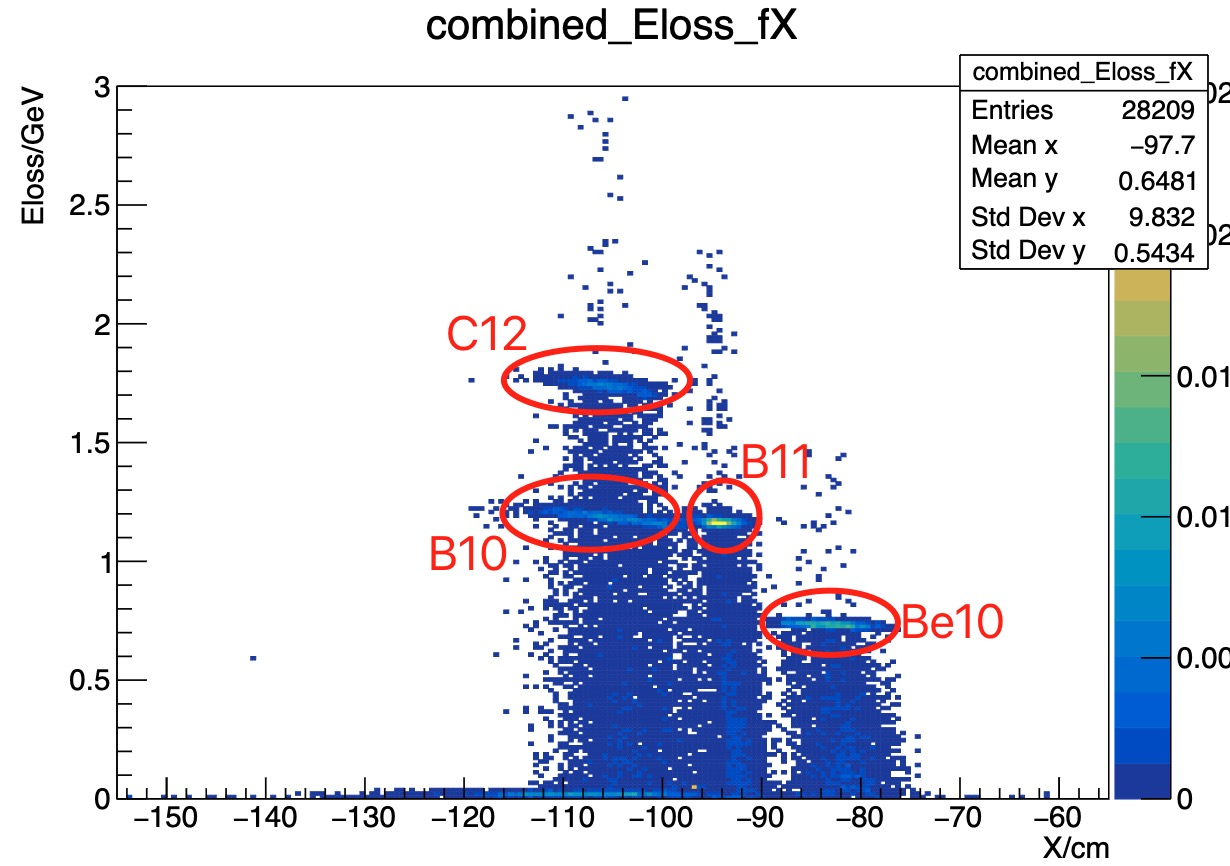 combined_Eloss_fX
combined_Eloss_fX
Entries 28209
Mean x −97.7
Mean y 0.6481
Std Dev x 9.832
Std Dev y 0.5434
Eloss/GeV
3
2.5
2
1.5
1
0.5
0
C12
B10
B11
Be10
02
02
0.01
0.01
0.00
0
−150 −140 −130 −120 −110 −100 −90 −80 −70 −60
X/cm